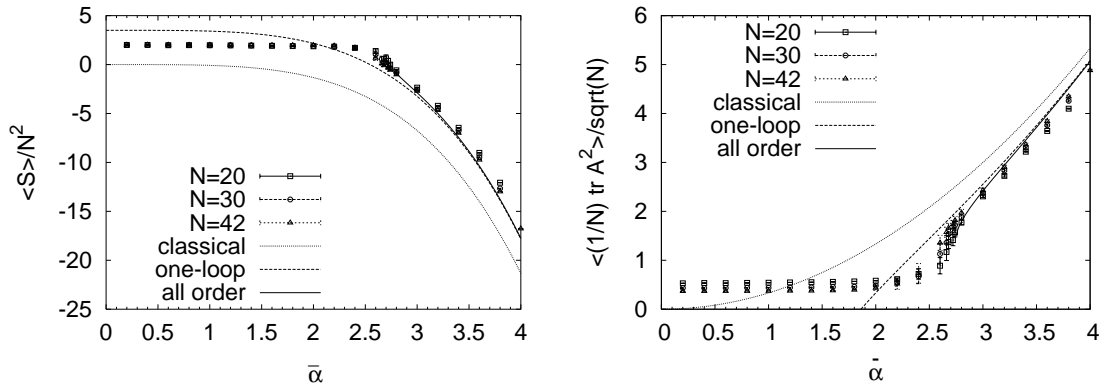 5
0
-5
-10
-15
-20
-25
<S>/N²
N=20
N=30
N=42
classical
one-loop
all order
0 0.5 1 1.5 2 2.5 3 3.5 4
α̅
6
5
4
3
2
1
0
<(1/N) tr A²>/sqrt(N)
N=20
N=30
N=42
classical
one-loop
all order
0 0.5 1 1.5 2 2.5 3 3.5 4
α̅